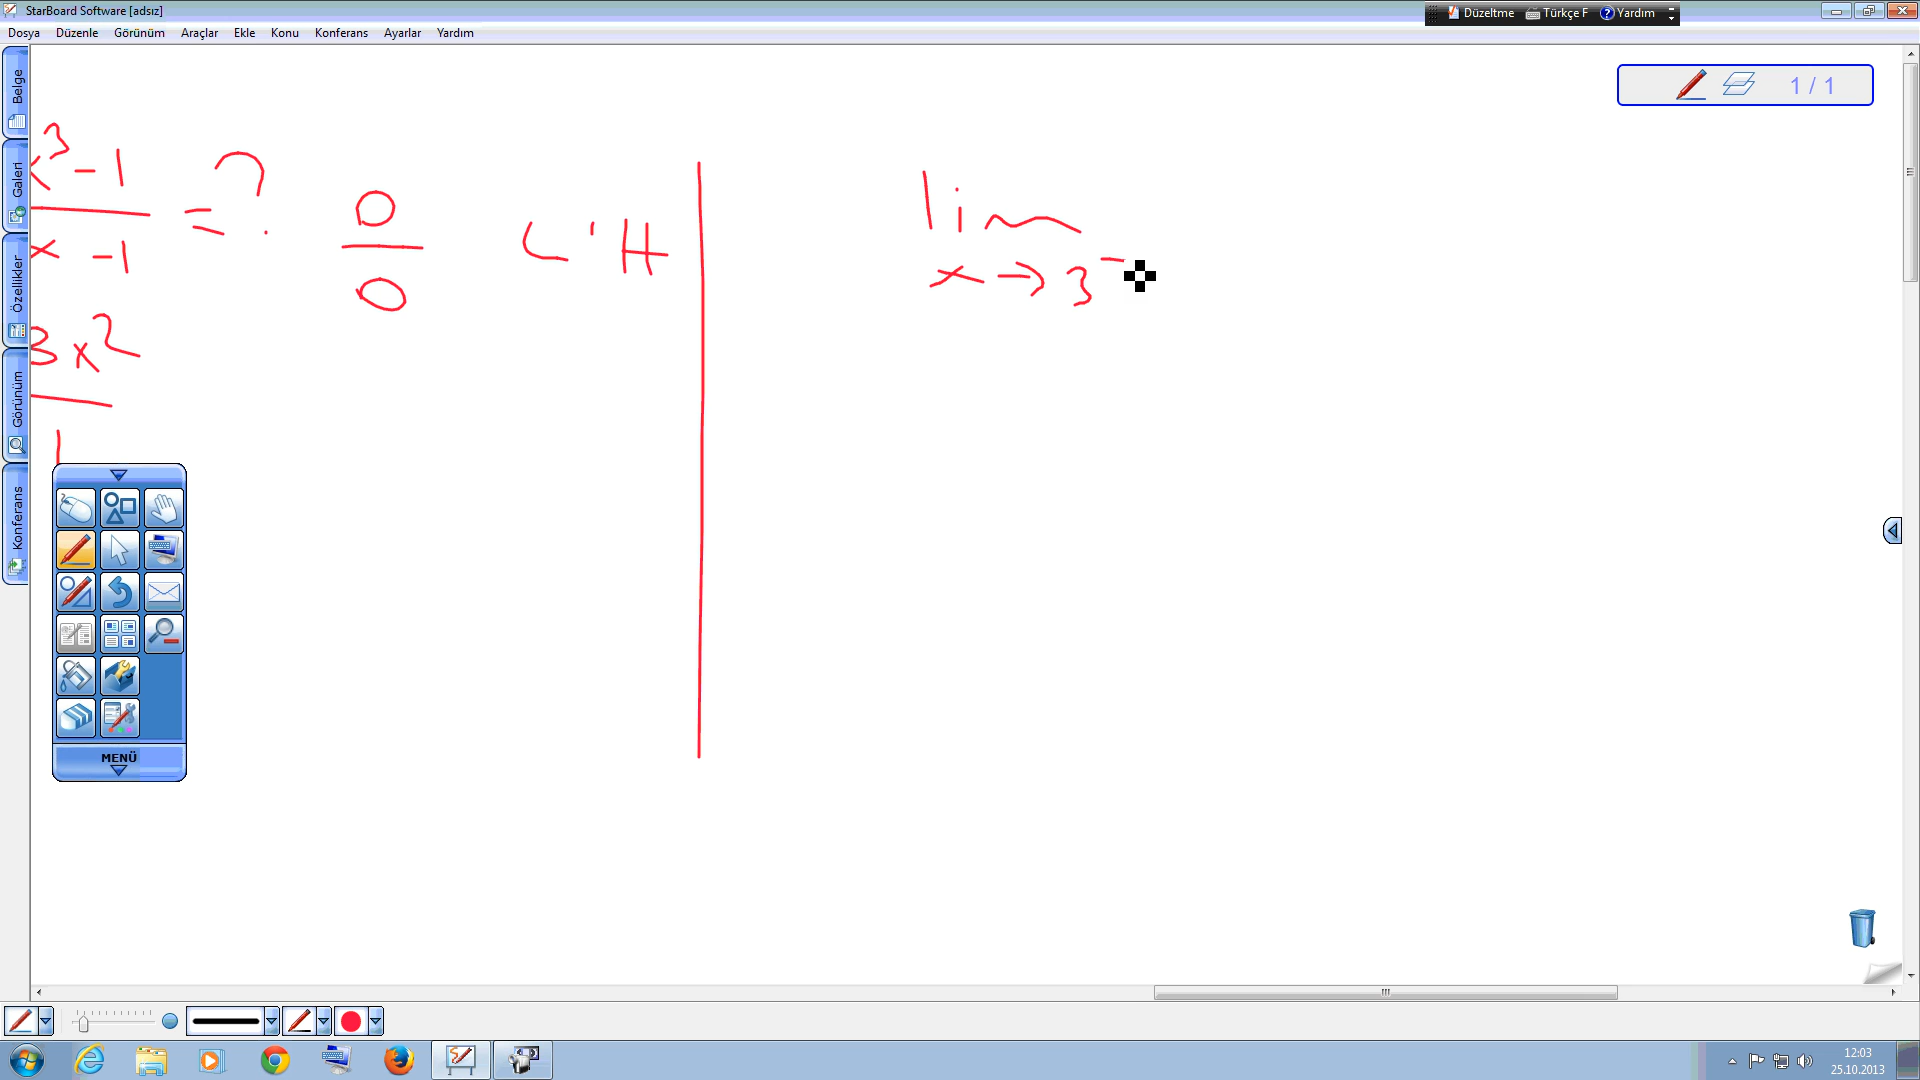 StarBoard Software [adsız]
Düzeltme Türkçe F Yardım
Dosya Düzenle Görünüm Araçlar Ekle Konu Konferans Ayarlar Yardım
Belge
Galeri
Özellikler
Görünüm
Konferans
1 / 1
x³ - 1
x - 1
= ?
0
0
L'H
3x²
1
lim
x → 3⁻
MENÜ
12:03
25.10.2013